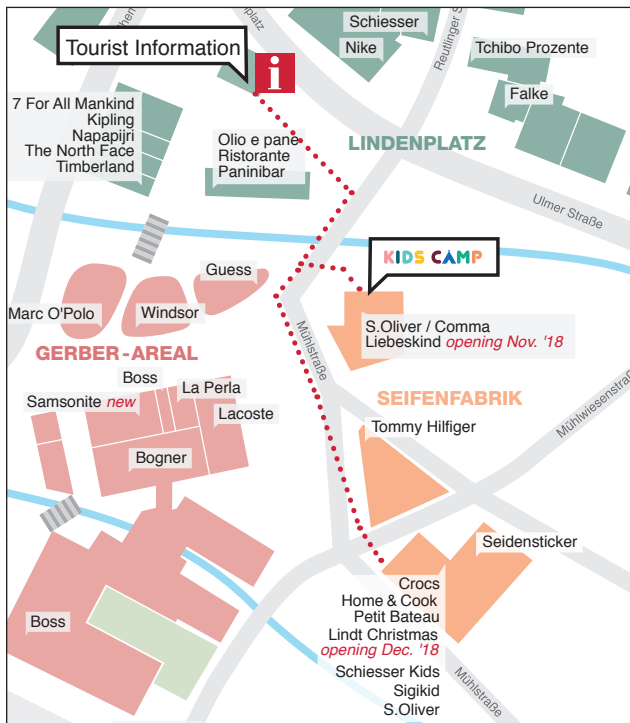 nplatz
Reutlinger S
Schiesser
Nike
Tchibo Prozente
Tourist Information
i
Falke
7 For All Mankind
Kipling
Napapijri
The North Face
Timberland
Olio e pane
Ristorante
Paninibar
LINDENPLATZ
Ulmer Straße
KIDS CAMP
Guess
Marc O'Polo
Windsor
S.Oliver / Comma
Liebeskind opening Nov. '18
Mühlstraße
GERBER-AREAL
Boss
La Perla
Samsonite new
Lacoste
SEIFENFABRIK
Mühlwiesenstraß
Tommy Hilfiger
Bogner
Seidensticker
Crocs
Home & Cook
Petit Bateau
Lindt Christmas
opening Dec. '18
Boss
Schiesser Kids
Sigikid
S.Oliver
Mühlstraße